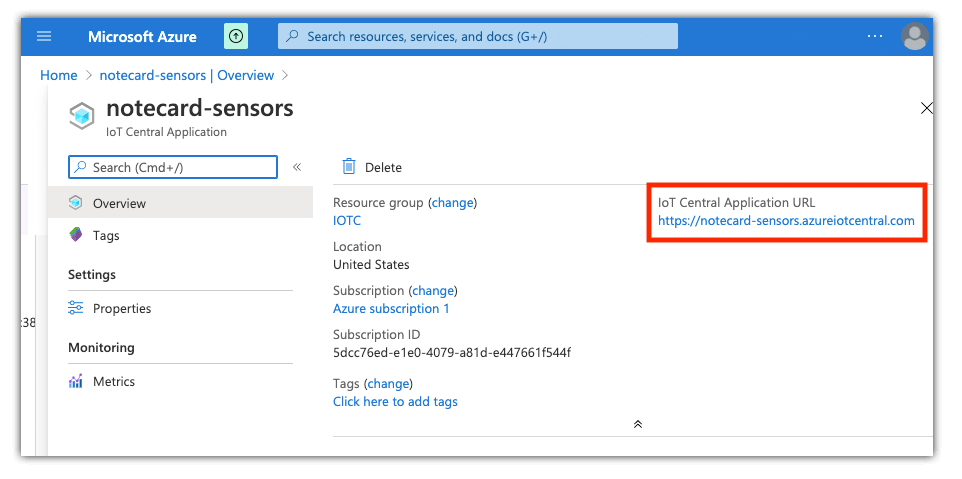 Microsoft Azure
Search resources, services, and docs (G+/)
Home > notecard-sensors | Overview >
notecard-sensors
IoT Central Application
Search (Cmd+/)
Delete
Overview
Tags
Settings
Properties
Monitoring
Metrics
Resource group (change)
IOTC
Location
United States
Subscription (change)
Azure subscription 1
Subscription ID
5dcc76ed-e1e0-4079-a81d-e447661f544f
Tags (change)
Click here to add tags
IoT Central Application URL
https://notecard-sensors.azureiotcentral.com
:38